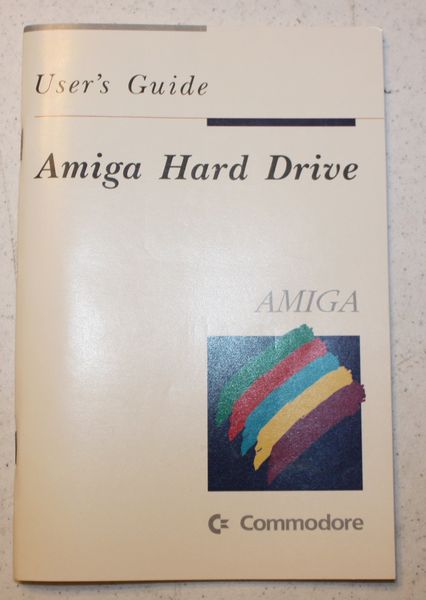 User's Guide
Amiga Hard Drive
AMIGA
Commodore